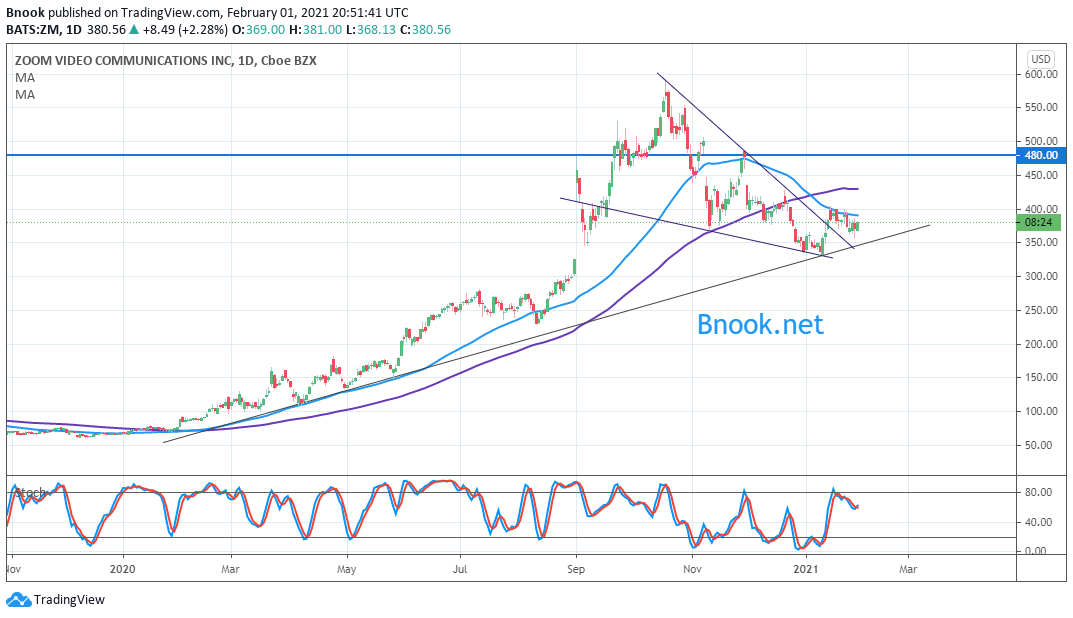 Bnook published on TradingView.com, February 01, 2021 20:51:41 UTC
BATS:ZM, 1D 380.56 ▲ +8.49 (+2.28%) O:369.00 H:381.00 L:368.13 C:380.56
ZOOM VIDEO COMMUNICATIONS INC, 1D, Cboe BZX
MA
MA
USD
600.00
550.00
500.00
480.00
450.00
400.00
08:24
350.00
300.00
250.00
200.00
150.00
100.00
50.00
Bnook.net
Stoch
80.00
40.00
0.00
Nov 2020 Mar May Jul Sep Nov 2021 Mar
TradingView